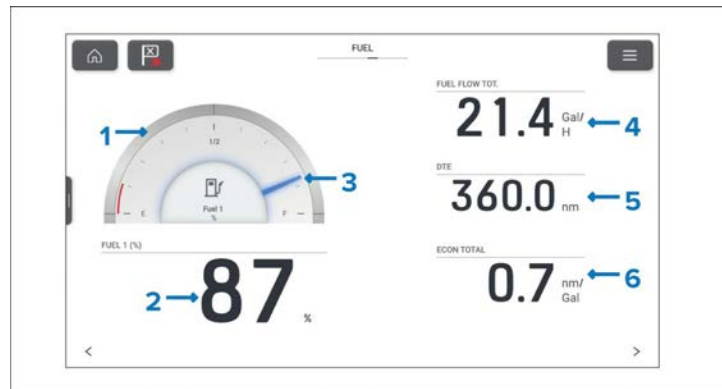 FUEL
1
1/2
3
E
F
Fuel 1
%
FUEL 1 (%)
2
87 %
FUEL FLOW TOT.
21.4 Gal/
H
4
DTE
360.0 nm
5
ECON TOTAL
0.7 nm/
Gal
6